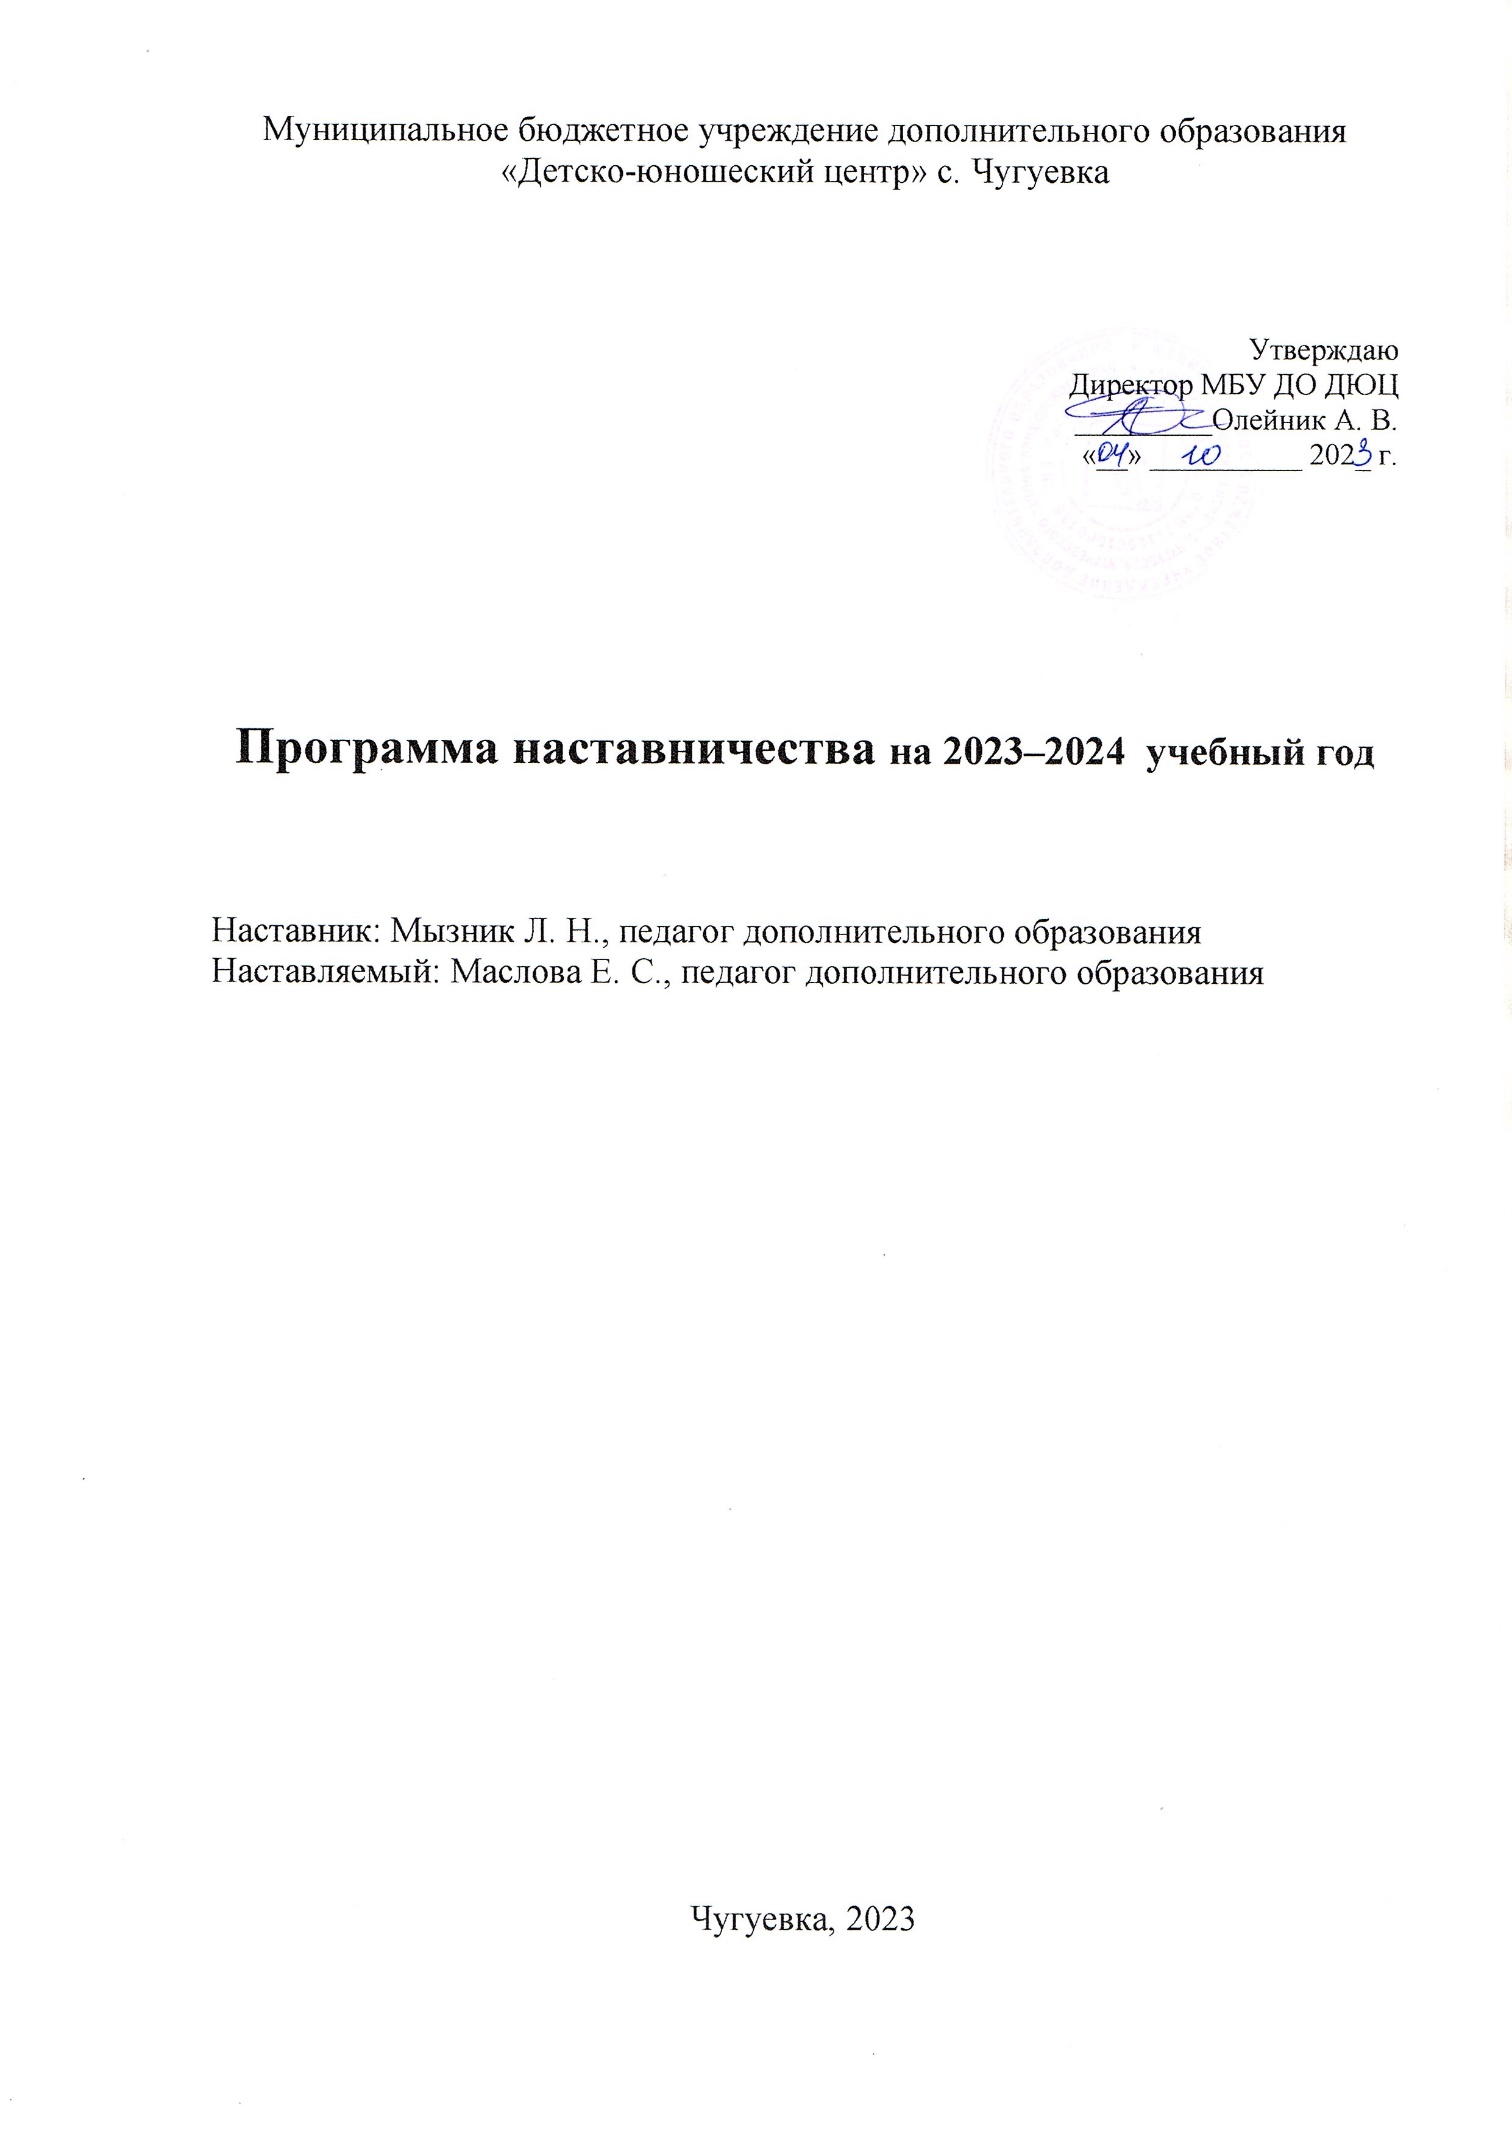 Муниципальное бюджетное учреждение дополнительного образования
«Детско-юношеский центр» с. Чугуевка
Утверждаю
Директор МБУ ДО ДЮЦ
___________Олейник А. В.
«04» 10 2023 г.
Программа наставничества на 2023–2024 учебный год
Наставник: Мызник Л. Н., педагог дополнительного образования
Наставляемый: Маслова Е. С., педагог дополнительного образования
Чугуевка, 2023